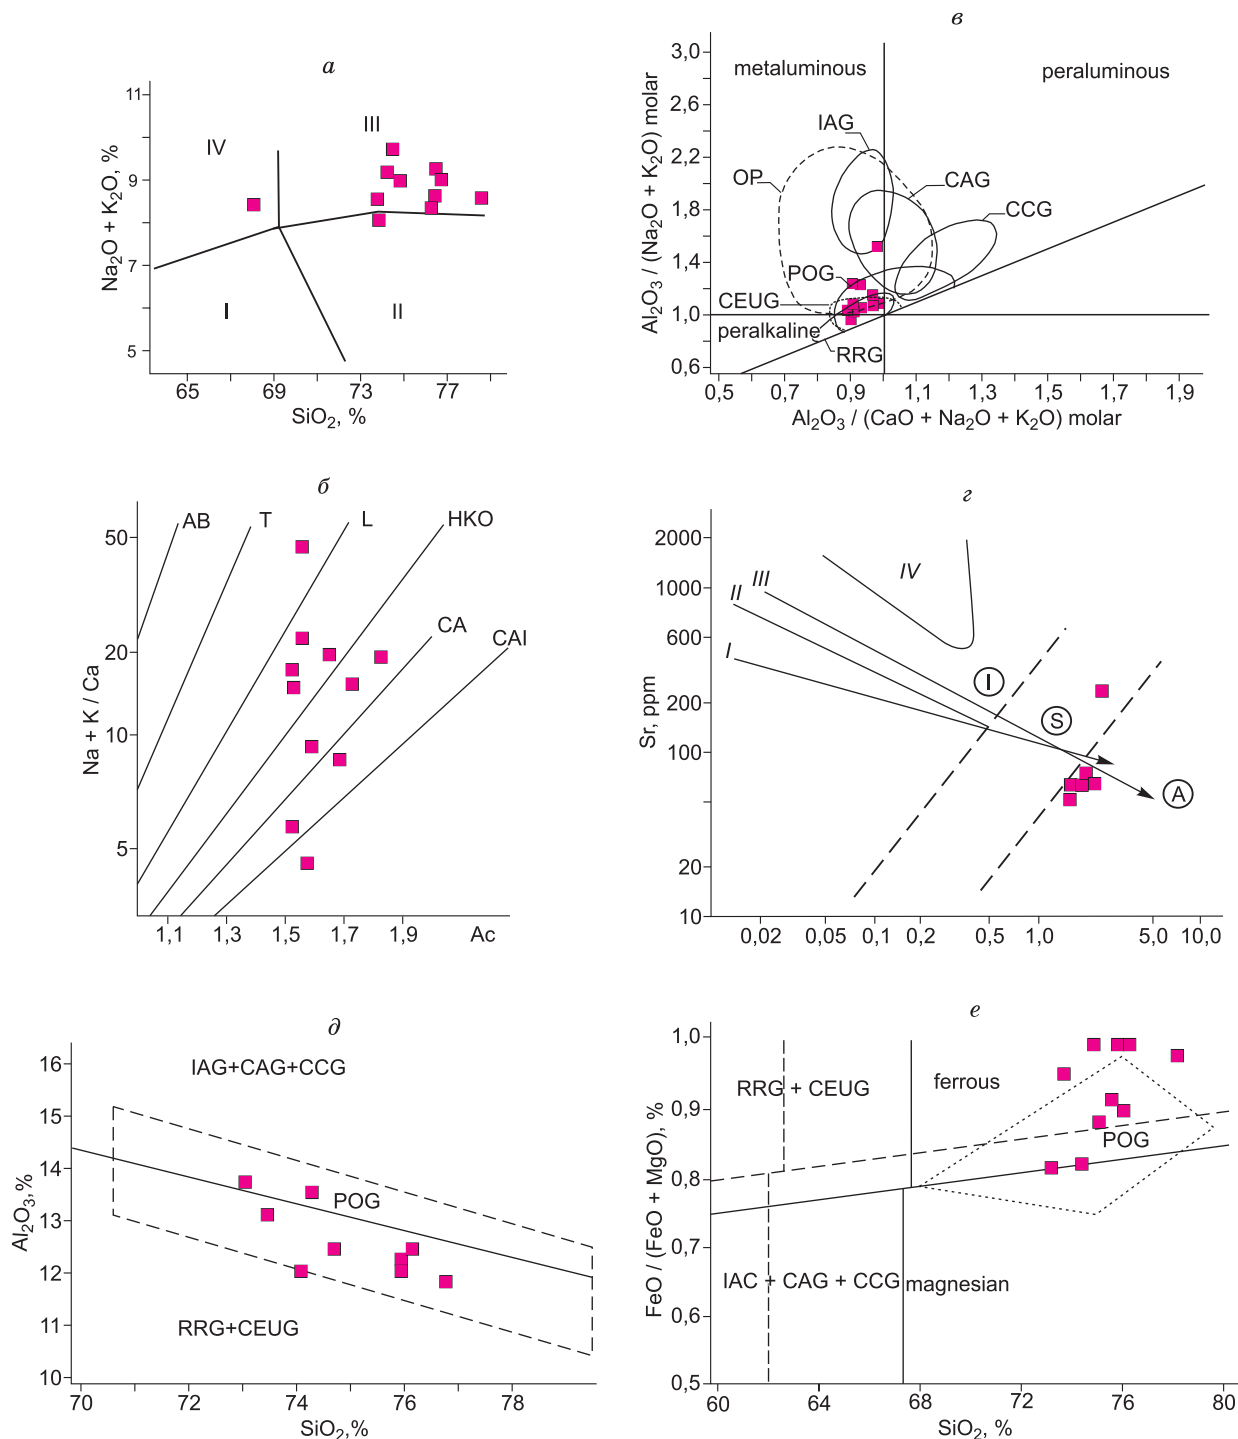 а
11
9
7
5
Na2O + K2O, %
IV
III
I
II
65
69
73
77
SiO2, %
в
3,0
2,6
2,2
1,8
1,4
1,0
0,6
Al2O3 / (Na2O + K2O) molar
metaluminous
peraluminous
IAG
OP
CAG
CCG
POG
CEUG
peralkaline
RRG
0,5
0,7
0,9
1,1
1,3
1,5
1,7
1,9
Al2O3 / (CaO + Na2O + K2O) molar
б
50
20
10
5
Na + K / Ca
AB
T
L
HKO
CA
CAI
1,1
1,3
1,5
1,7
1,9
Ac
г
2000
1000
600
200
100
20
10
Sr, ppm
IV
III
II
I
I
S
A
0,02
0,05
0,1
0,2
0,5
1,0
5,0
10,0
д
16
15
14
13
12
11
10
Al2O3,%
IAG+CAG+CCG
POG
RRG+CEUG
70
72
74
76
78
SiO2,%
е
1,0
0,9
0,8
0,7
0,6
0,5
FeO / (FeO + MgO), %
RRG + CEUG
ferrous
POG
IAC + CAG + CCG
magnesian
60
64
68
72
76
80
SiO2, %